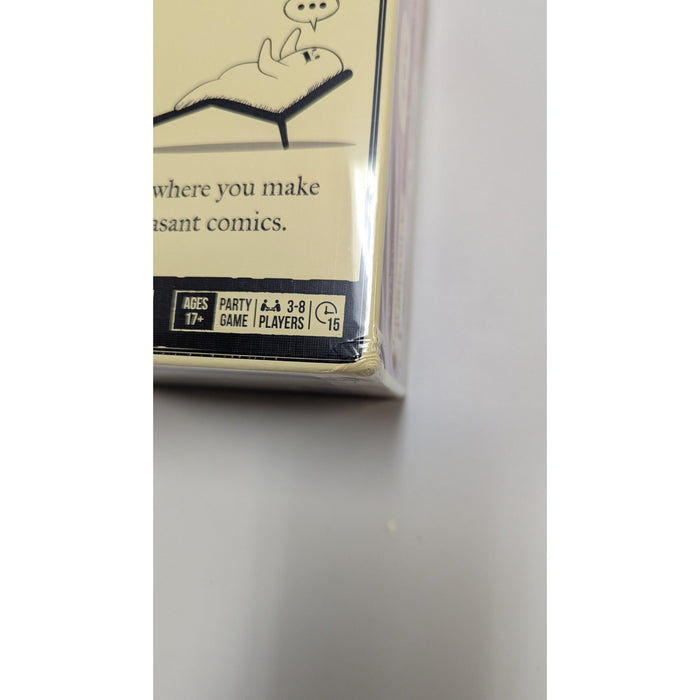 ...
where you make
asant comics.
AGES 17+
PARTY GAME
3-8 PLAYERS
15